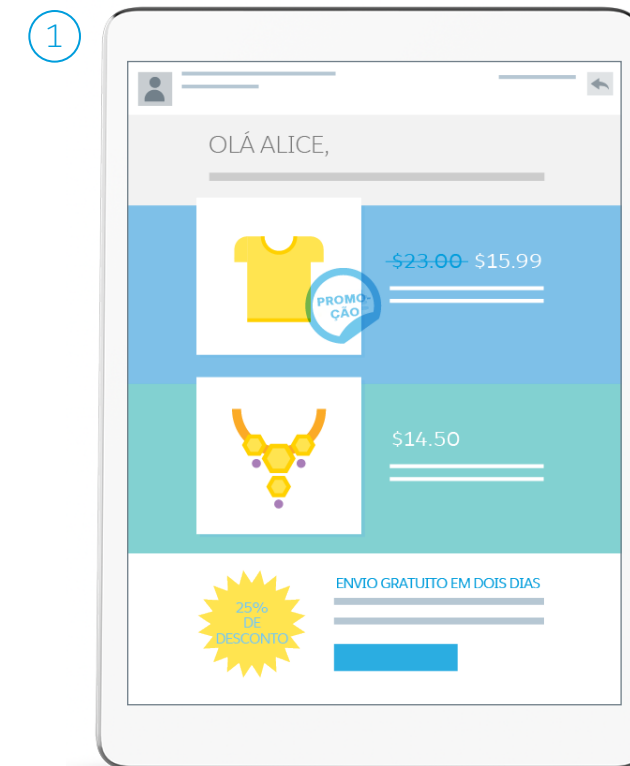 1
OLÁ ALICE,
$23.00 $15.99
PROMO-
ÇÃO
$14.50
ENVIO GRATUITO EM DOIS DIAS
25%
DE
DESCONTO